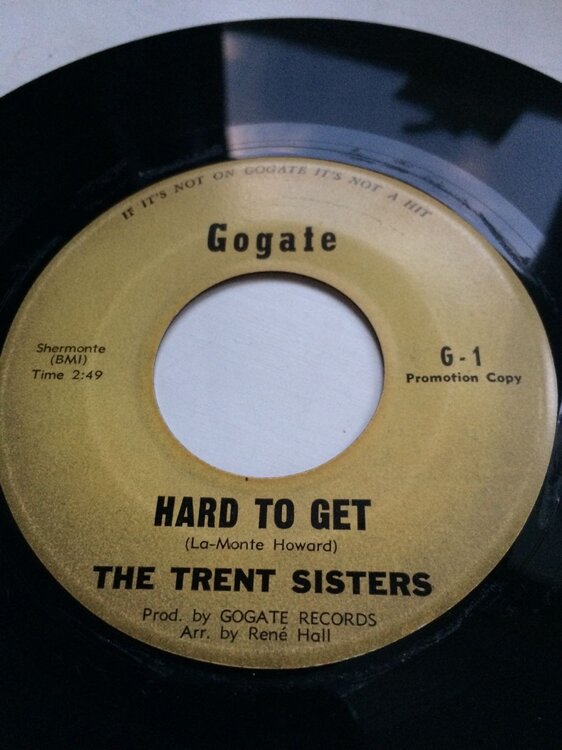 IF IT'S NOT ON GOGATE IT'S NOT A HIT
Gogate
Shermonte
(BMI)
Time 2:49
G-1
Promotion Copy
HARD TO GET
(La-Monte Howard)
THE TRENT SISTERS
Prod. by GOGATE RECORDS
Arr. by René Hall